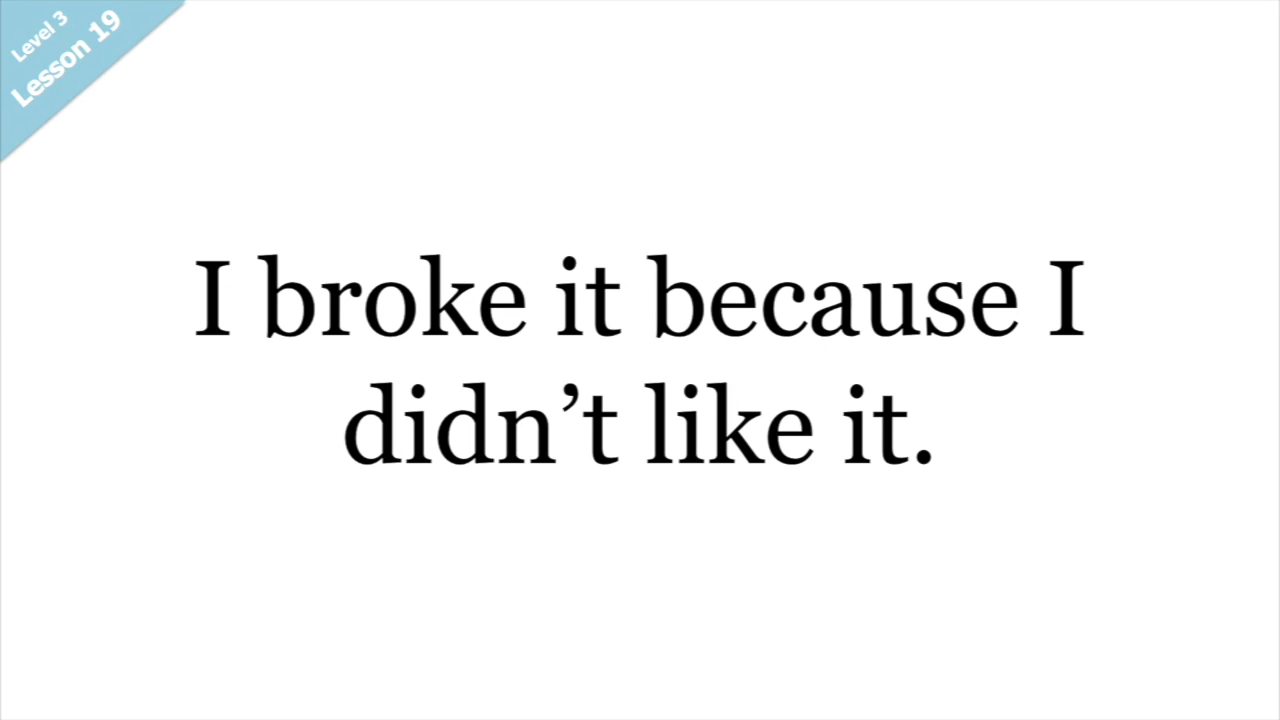 Level 3
Lesson 19
I broke it because I
didn’t like it.